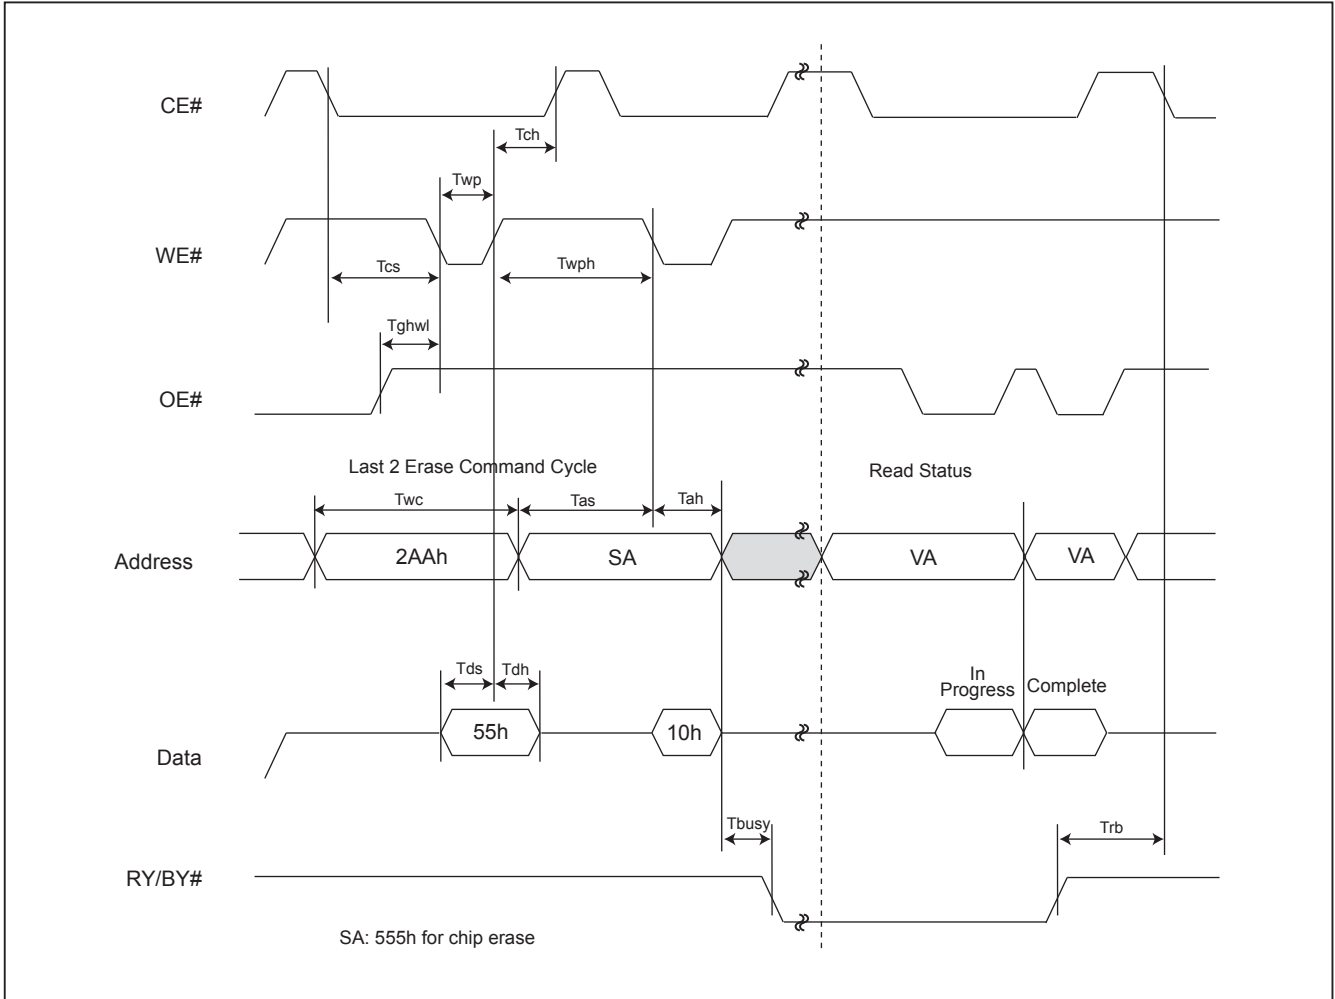 CE#
Tch
Twp
WE#
Tcs
Twph
Tghwl
OE#
Last 2 Erase Command Cycle
Read Status
Twc
Tas
Tah
Address
2AAh
SA
VA
VA
Tds
Tdh
In
Progress
Complete
55h
10h
Data
Tbusy
Trb
RY/BY#
SA: 555h for chip erase